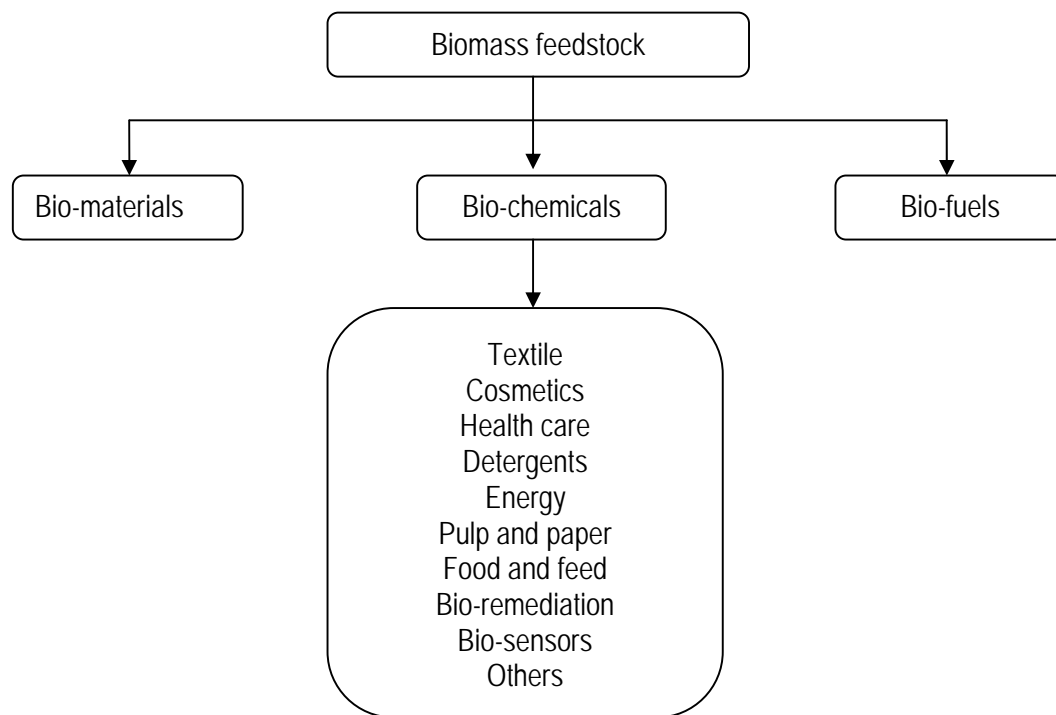 Biomass feedstock
Bio-materials
Bio-chemicals
Bio-fuels
Textile
Cosmetics
Health care
Detergents
Energy
Pulp and paper
Food and feed
Bio-remediation
Bio-sensors
Others